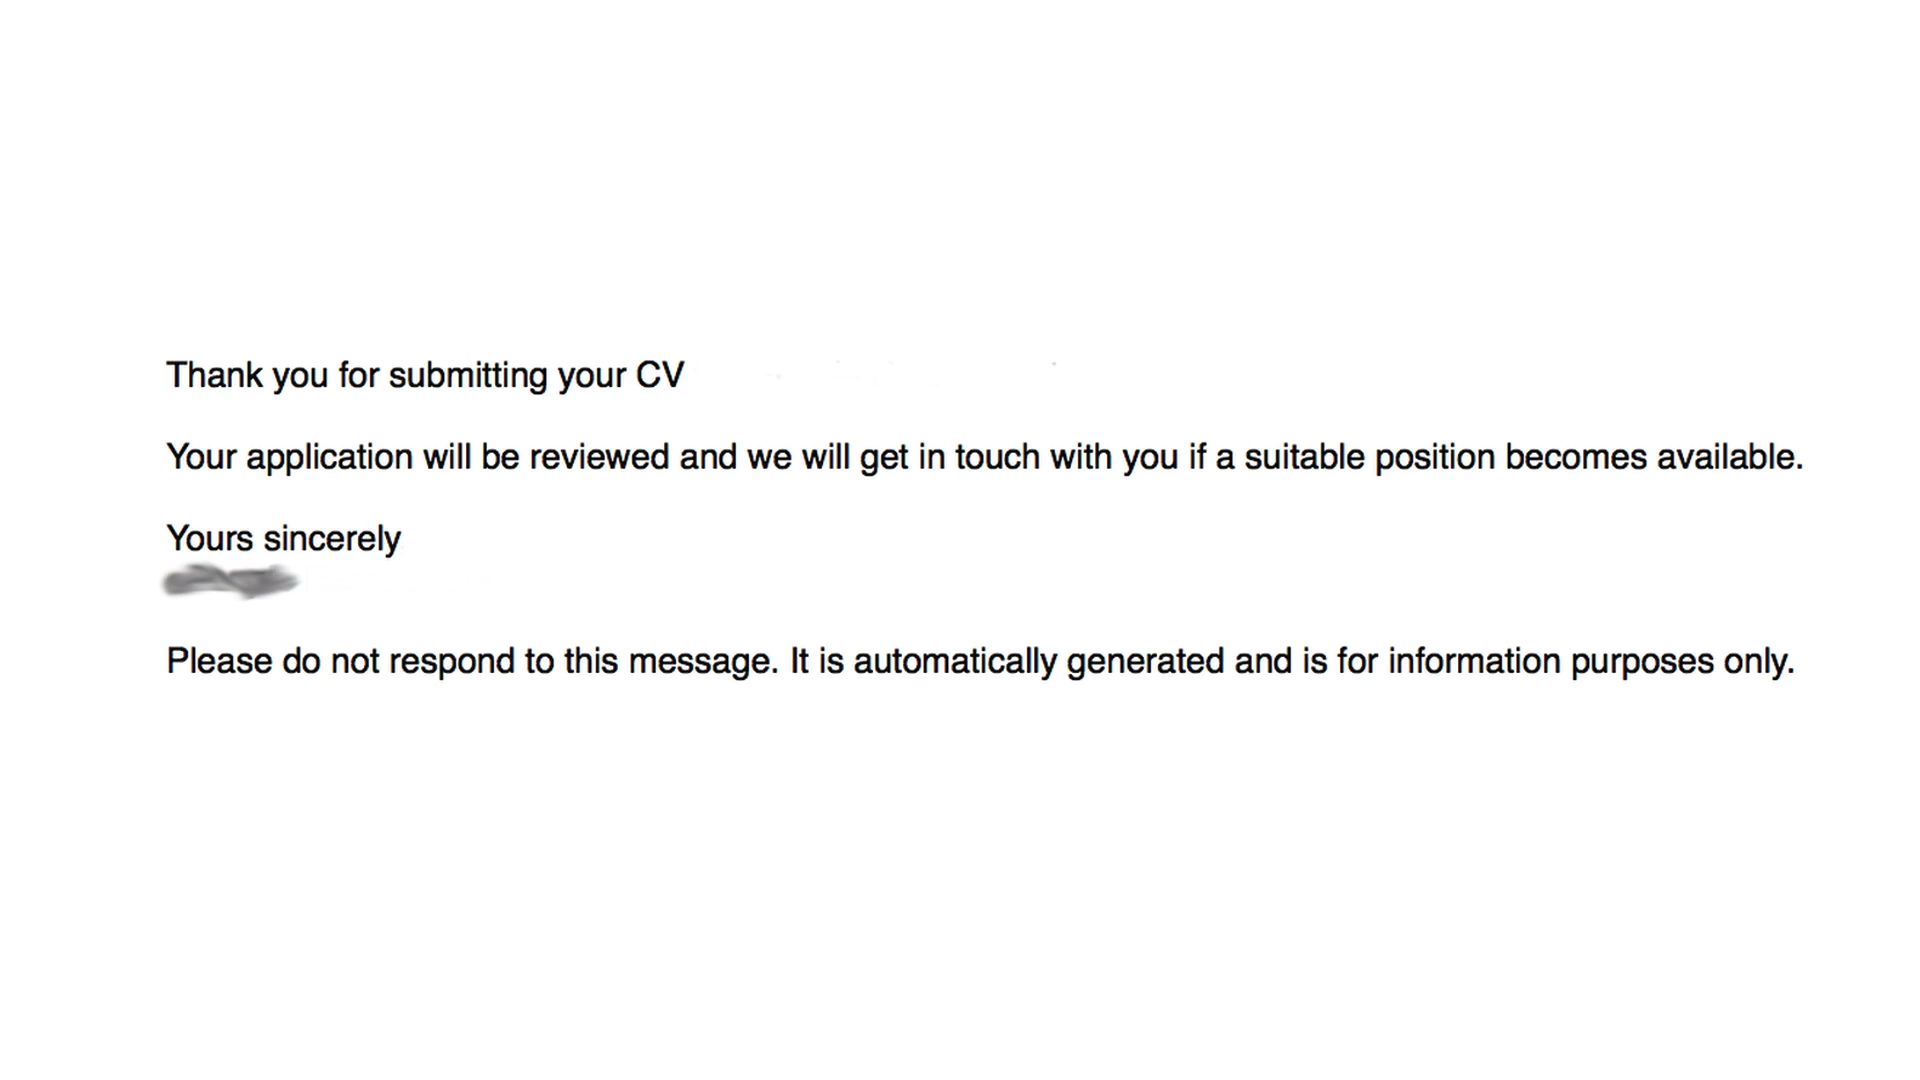 Thank you for submitting your CV
Your application will be reviewed and we will get in touch with you if a suitable position becomes available.
Yours sincerely
Please do not respond to this message. It is automatically generated and is for information purposes only.